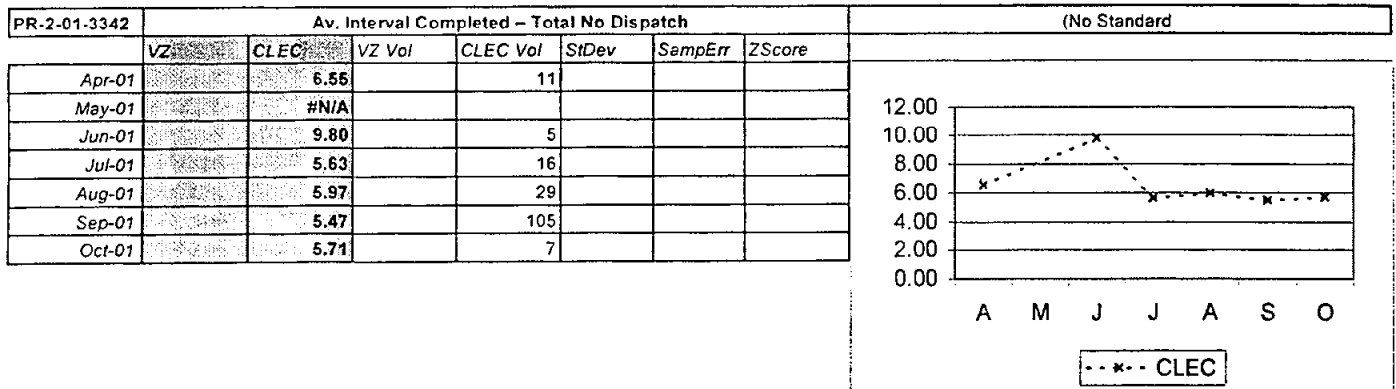 PR-2-01-3342 Av. Interval Completed – Total No Dispatch (No Standard
VZ CLEC VZ Vol CLEC Vol StDev SampErr ZScore
Apr-01 6.55 11
May-01 #N/A
Jun-01 9.80 5
Jul-01 5.63 16
Aug-01 5.97 29
Sep-01 5.47 105
Oct-01 5.71 7
12.00
10.00
8.00
6.00
4.00
2.00
0.00
A M J J A S O
CLEC